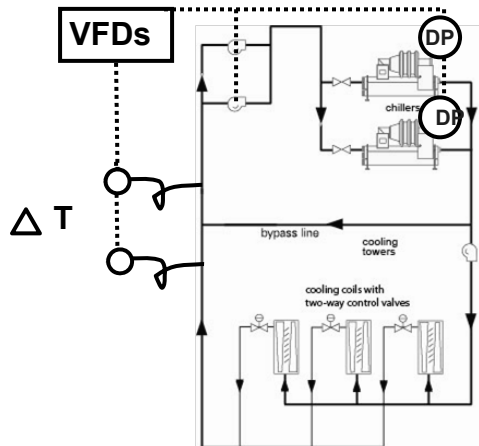 VFDs
DP
chillers
DP
△ T
bypass line
cooling
towers
cooling coils with
two-way control valves